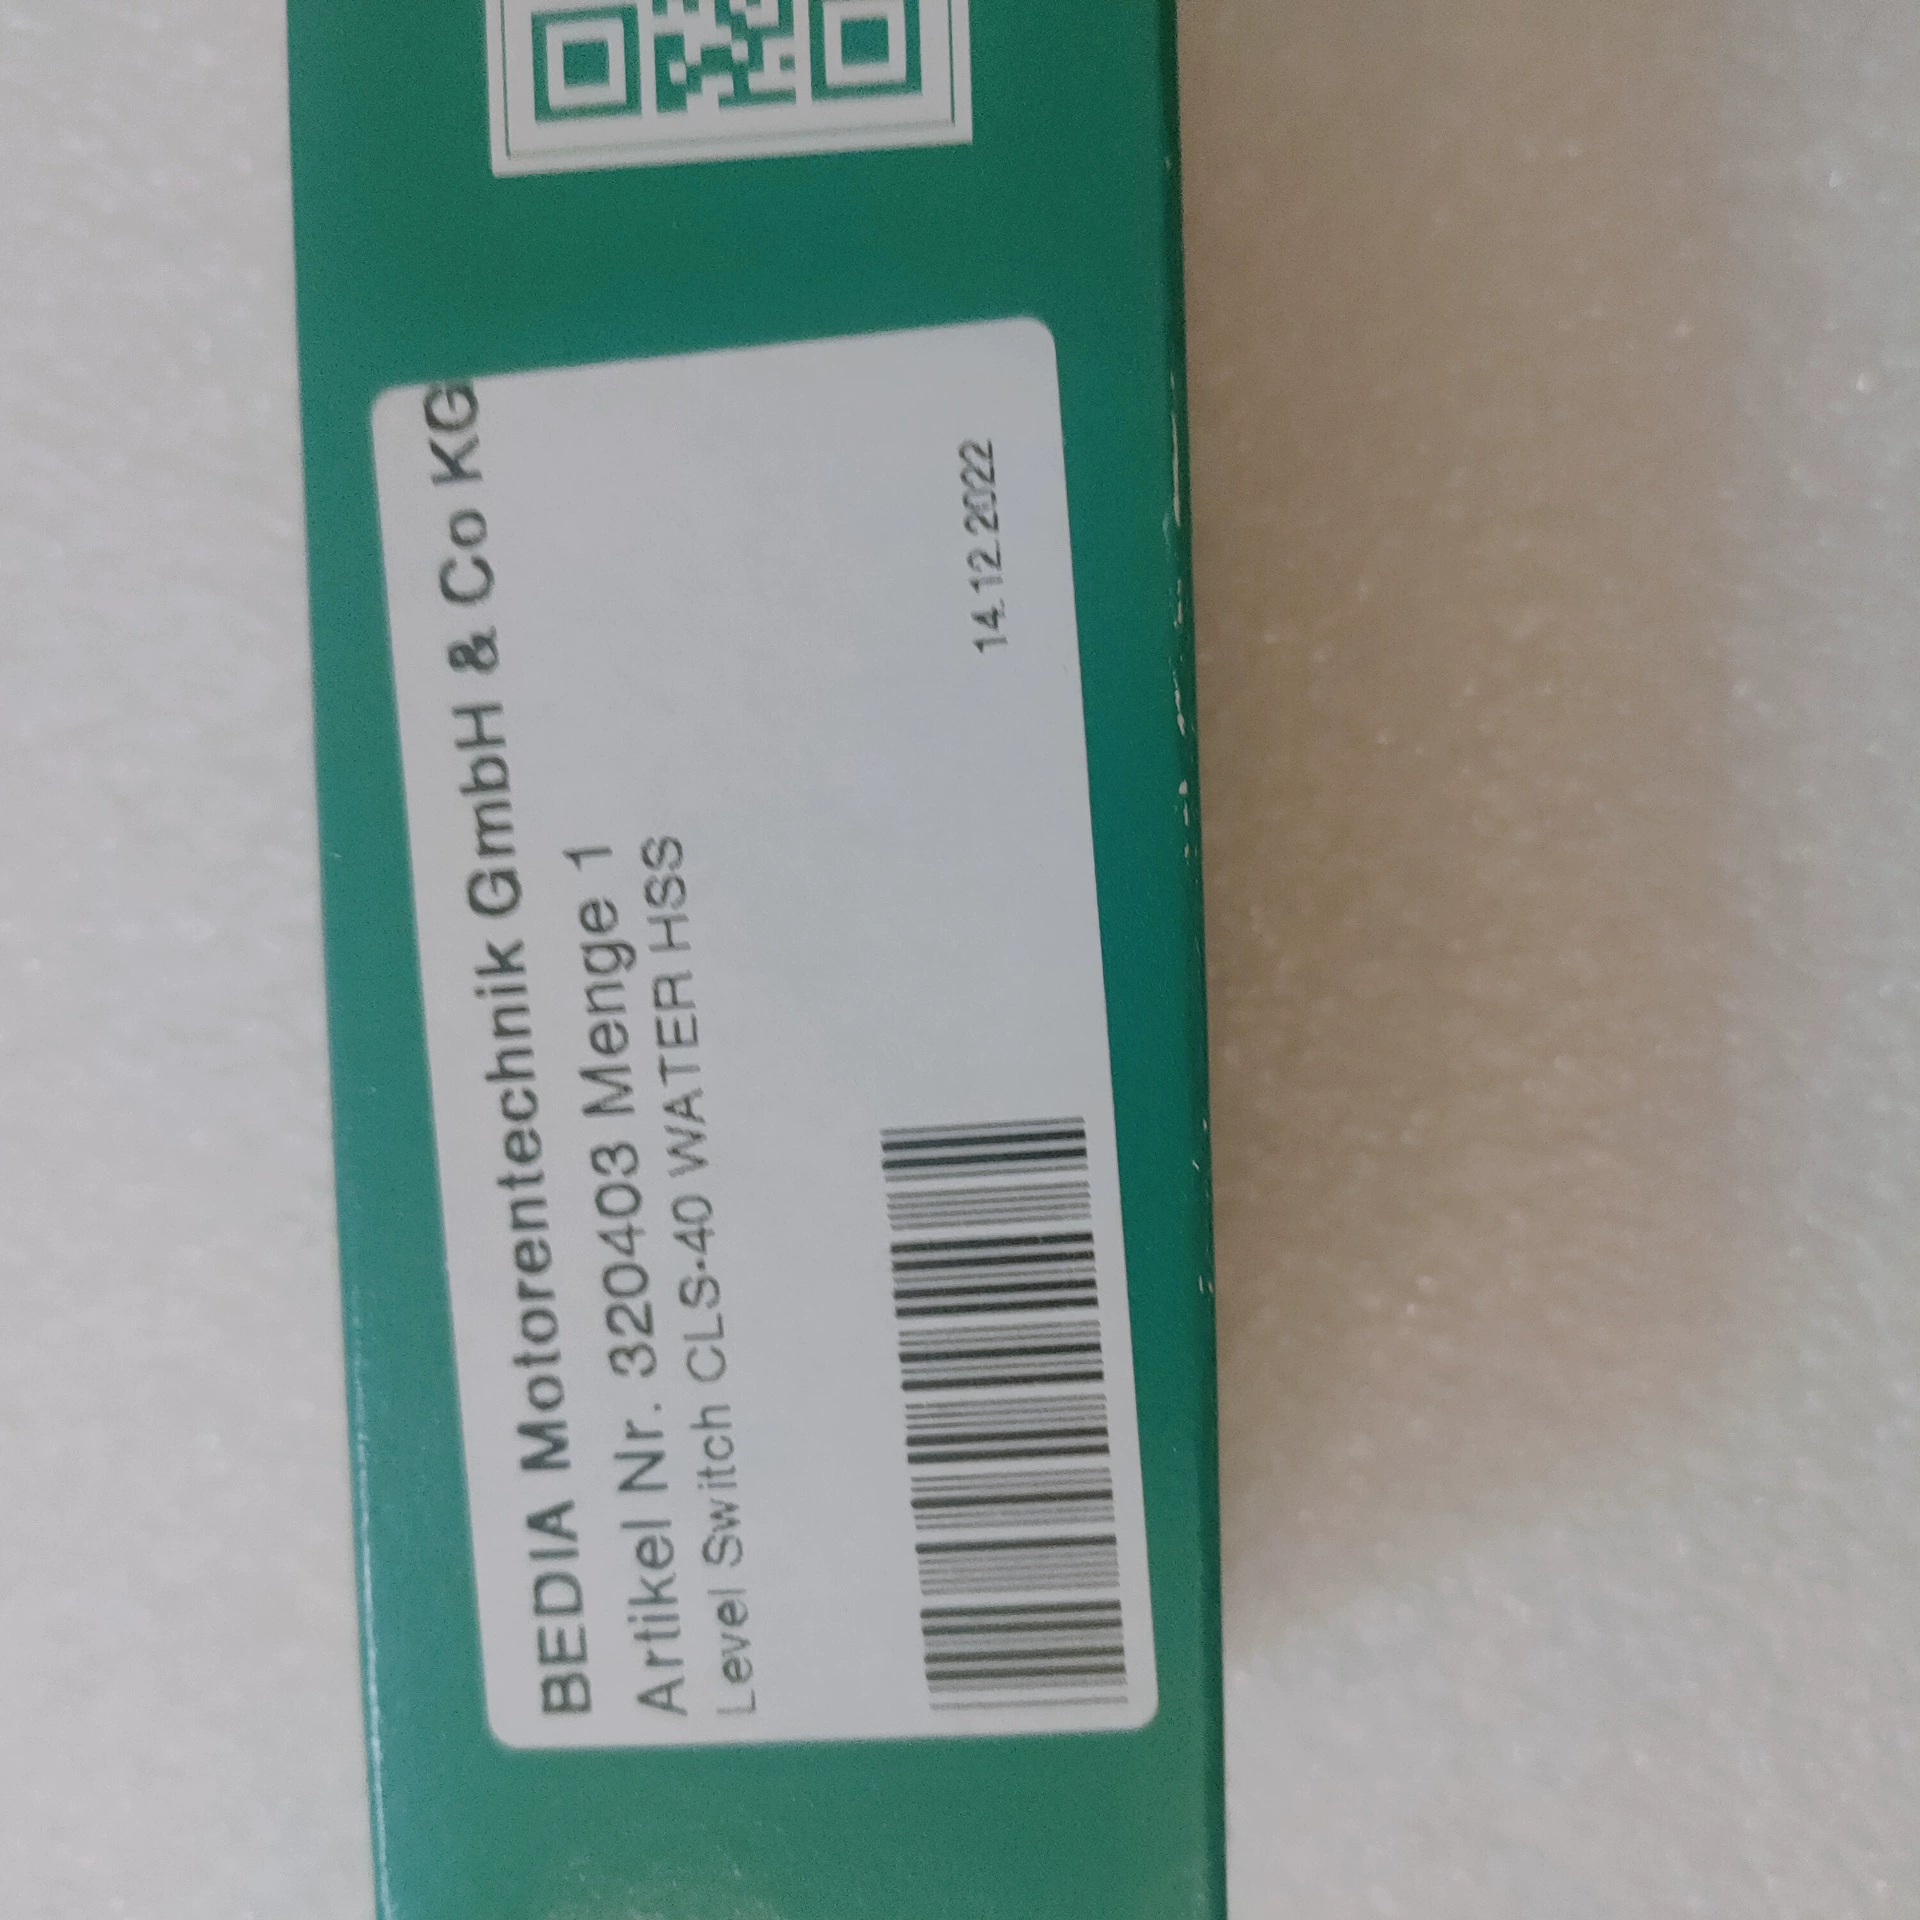 BEDIA Motorentechnik GmbH & Co KG
Artikel Nr. 320403 Menge 1
Level Switch CLS-40 WATER HSS
14.12.2022